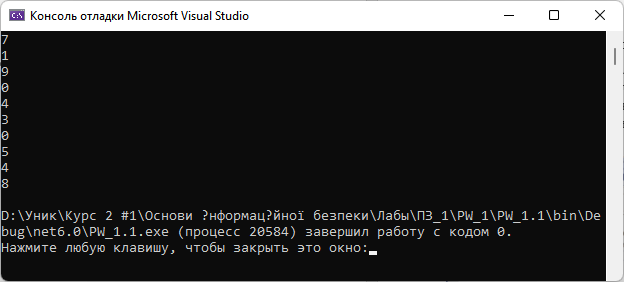 Консоль отладки Microsoft Visual Studio
7
1
9
0
4
3
0
5
4
8
D:\Уник\Курс 2 #1\Основи ?нформац?йної безпеки\Лабы\ПЗ_1\PW_1\PW_1.1\bin\De
bug\net6.0\PW_1.1.exe (процесс 20584) завершил работу с кодом 0.
Нажмите любую клавишу, чтобы закрыть это окно: